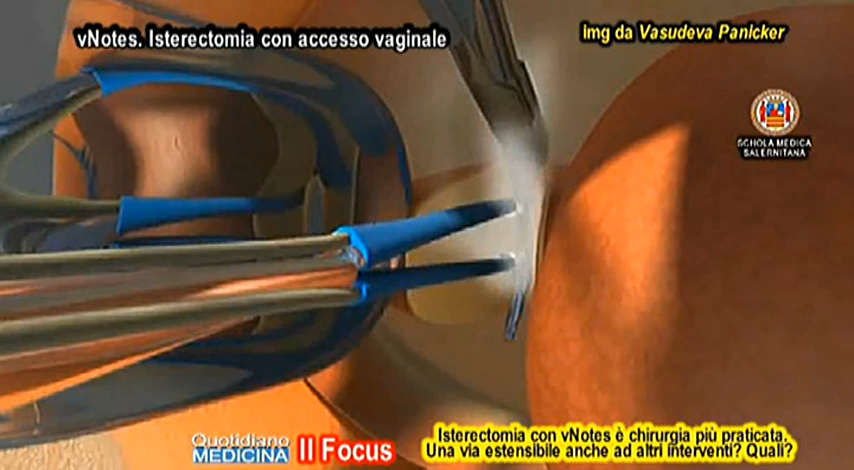 vNotes. Isterectomia con accesso vaginale
img da Vasudeva Panicker
SCHOLA MEDICA
SALERNITANA
Quotidiano
MEDICINA
Il Focus
Isterectomia con vNotes è chirurgia più praticata.
Una via estensibile anche ad altri interventi? Quali?